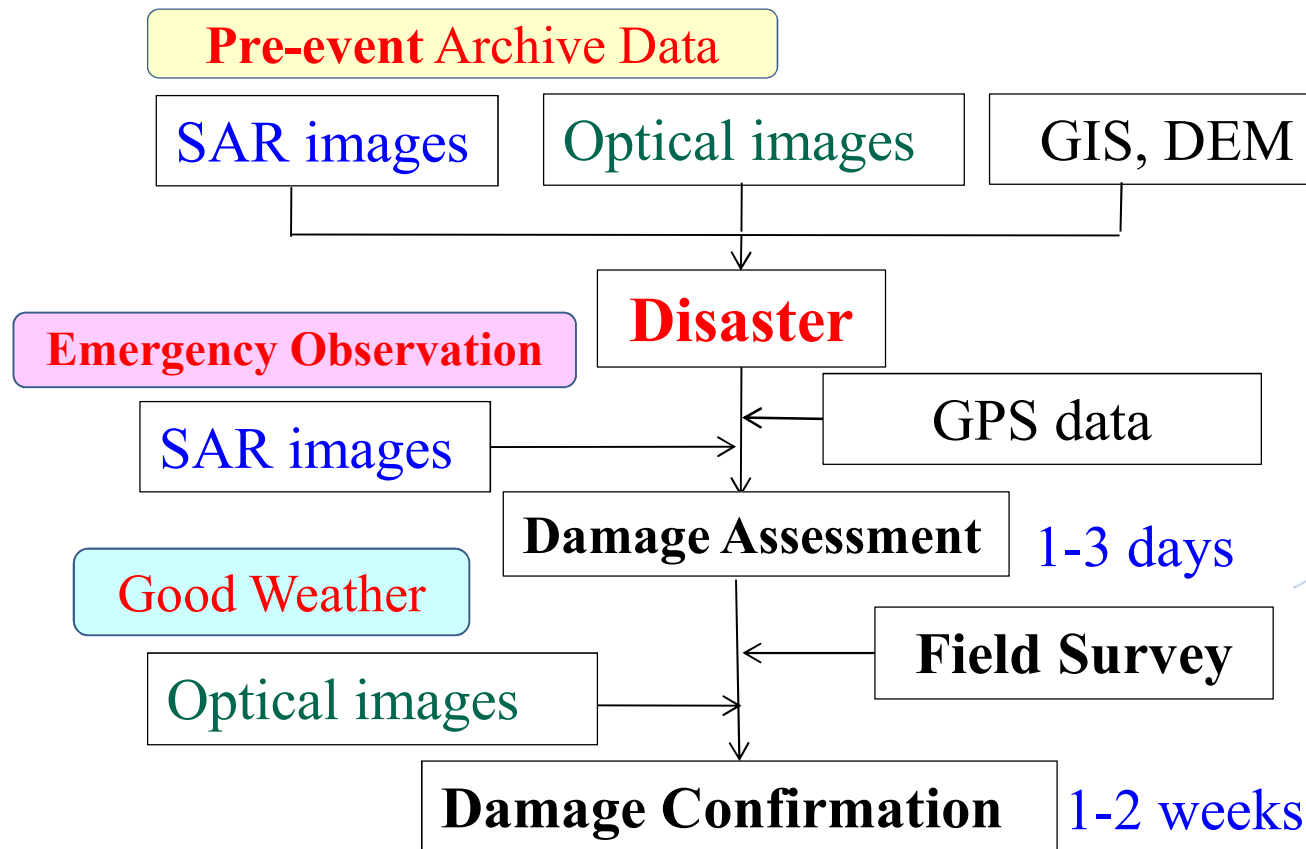 Pre-event Archive Data
SAR images
Optical images
GIS, DEM
Disaster
Emergency Observation
GPS data
SAR images
Damage Assessment
1-3 days
Good Weather
Field Survey
Optical images
Damage Confirmation
1-2 weeks